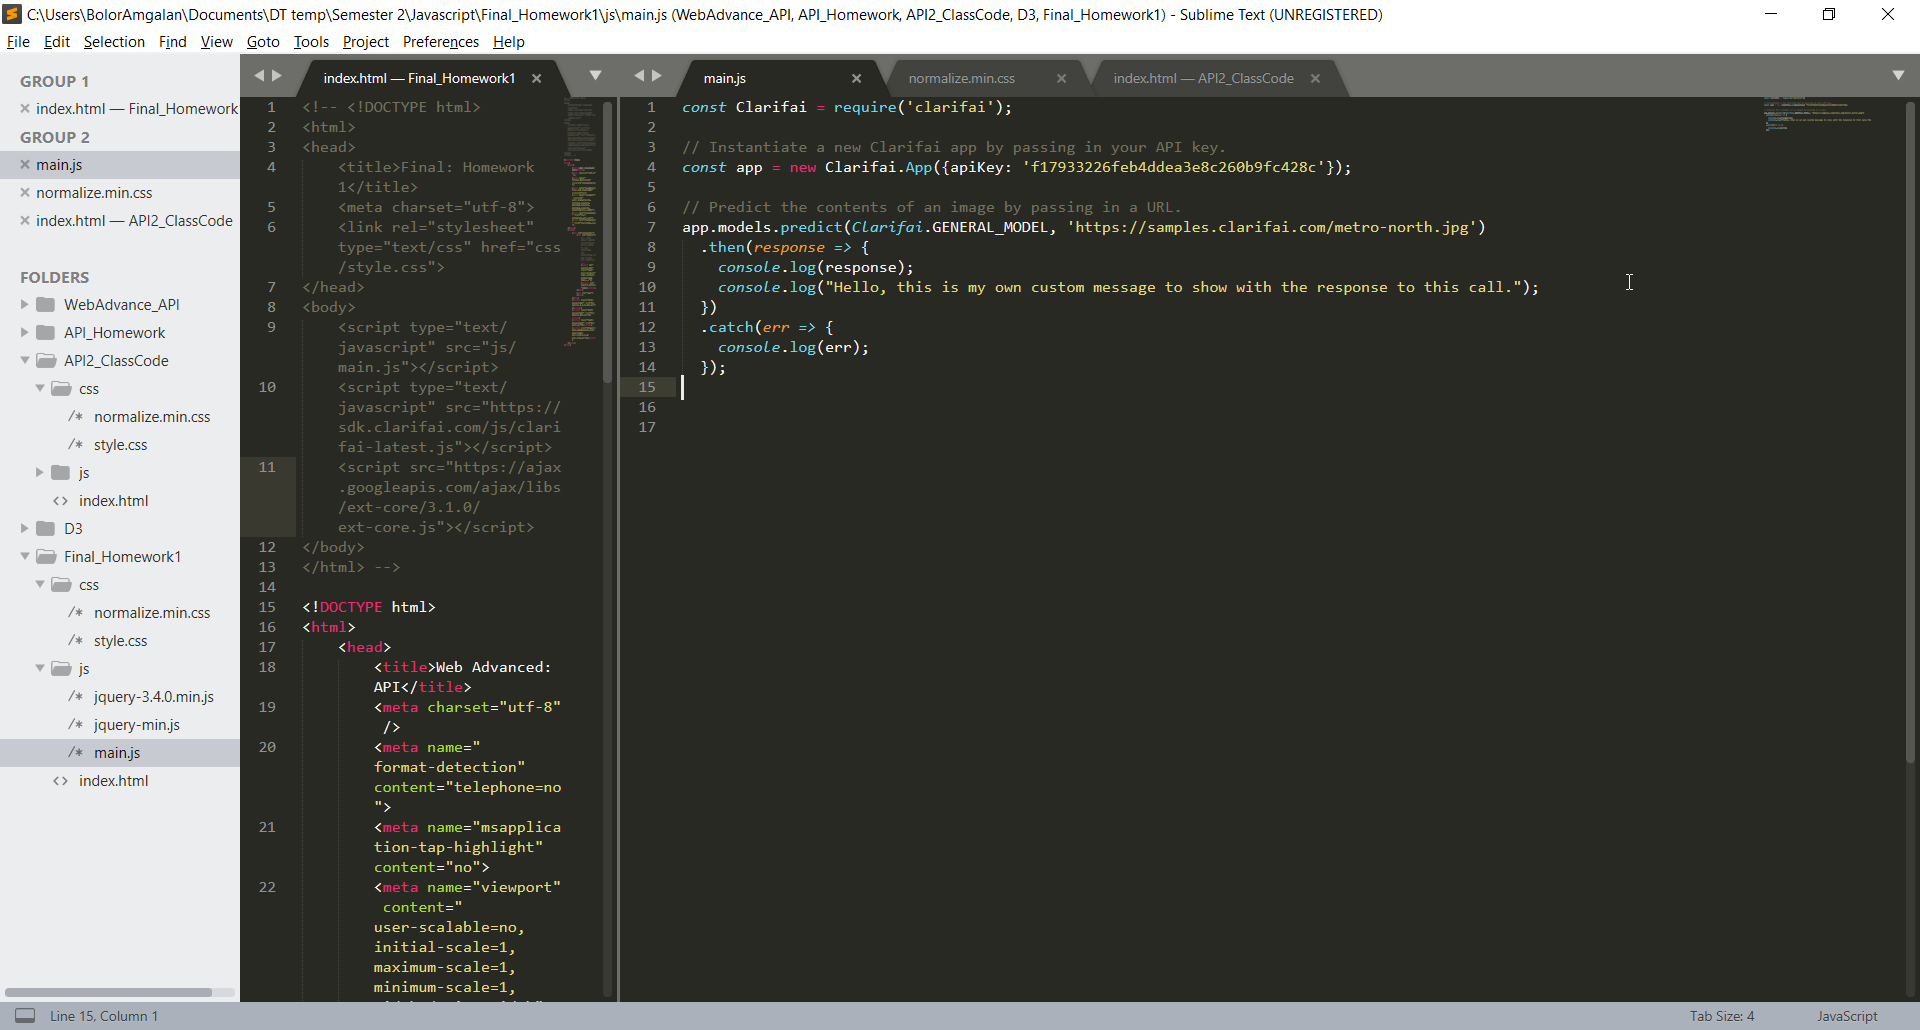 C:\Users\BolorAmgalan\Documents\DT temp\Semester 2\Javascript\Final_Homework1\js\main.js (WebAdvance_API, API_Homework, API2_ClassCode, D3, Final_Homework1) - Sublime Text (UNREGISTERED)
File Edit Selection Find View Goto Tools Project Preferences Help
GROUP 1
index.html — Final_Homework
GROUP 2
main.js
normalize.min.css
index.html — API2_ClassCode
FOLDERS
WebAdvance_API
API_Homework
API2_ClassCode
css
/* normalize.min.css
/* style.css
js
<> index.html
D3
Final_Homework1
css
/* normalize.min.css
/* style.css
js
/* jquery-3.4.0.min.js
/* jquery-min.js
/* main.js
<> index.html
index.html — Final_Homework1
1 <!-- <!DOCTYPE html>
2 <html>
3 <head>
4 <title>Final: Homework
1</title>
5 <meta charset="utf-8">
6 <link rel="stylesheet"
type="text/css" href="css
/style.css">
7 </head>
8 <body>
9 <script type="text/
javascript" src="js/
main.js"></script>
10 <script type="text/
javascript" src="https://
sdk.clarifai.com/js/clari
fai-latest.js"></script>
11 <script src="https://ajax
.googleapis.com/ajax/libs
/ext-core/3.1.0/
ext-core.js"></script>
12 </body>
13 </html> -->
14
15 <!DOCTYPE html>
16 <html>
17 <head>
18 <title>Web Advanced:
API</title>
19 <meta charset="utf-8"
/>
20 <meta name="
format-detection"
content="telephone=no
">
21 <meta name="msapplica
tion-tap-highlight"
content="no">
22 <meta name="viewport"
content="
user-scalable=no,
initial-scale=1,
maximum-scale=1,
minimum-scale=1,
main.js normalize.min.css index.html — API2_ClassCode
1 const Clarifai = require('clarifai');
2
3 // Instantiate a new Clarifai app by passing in your API key.
4 const app = new Clarifai.App({apiKey: 'f17933226feb4ddea3e8c260b9fc428c'});
5
6 // Predict the contents of an image by passing in a URL.
7 app.models.predict(Clarifai.GENERAL_MODEL, 'https://samples.clarifai.com/metro-north.jpg')
8 .then(response => {
9 console.log(response);
10 console.log("Hello, this is my own custom message to show with the response to this call.");
11 })
12 .catch(err => {
13 console.log(err);
14 });
15
16
17
Line 15, Column 1
Tab Size: 4
JavaScript